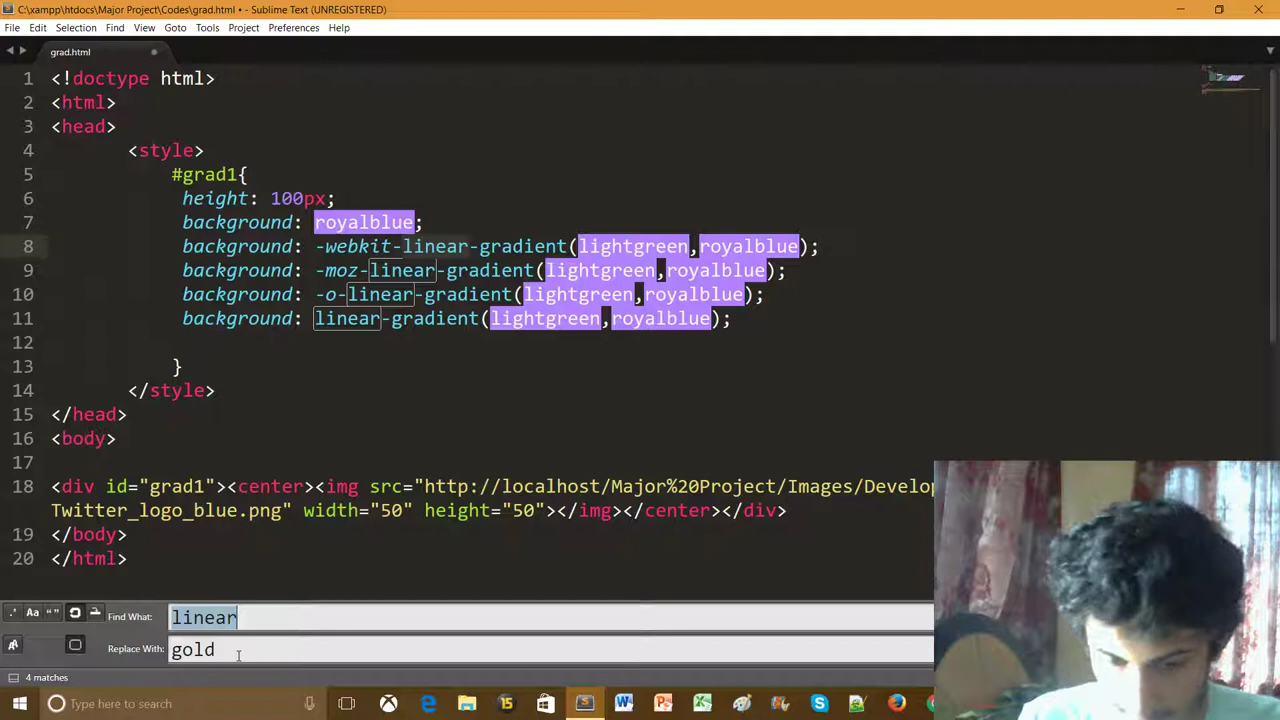 C:\xampp\htdocs\Major Project\Codes\grad.html • - Sublime Text (UNREGISTERED)
File Edit Selection Find View Goto Tools Project Preferences Help
grad.html
1 <!doctype html>
2 <html>
3 <head>
4 <style>
5 #grad1{
6 height: 100px;
7 background: royalblue;
8 background: -webkit-linear-gradient(lightgreen,royalblue);
9 background: -moz-linear-gradient(lightgreen,royalblue);
10 background: -o-linear-gradient(lightgreen,royalblue);
11 background: linear-gradient(lightgreen,royalblue);
12
13 }
14 </style>
15 </head>
16 <body>
17
18 <div id="grad1"><center><img src="http://localhost/Major%20Project/Images/Develop
Twitter_logo_blue.png" width="50" height="50"></img></center></div>
19 </body>
20 </html>
.* Aa “” Find What: linear
Replace With: gold
4 matches
Type here to search